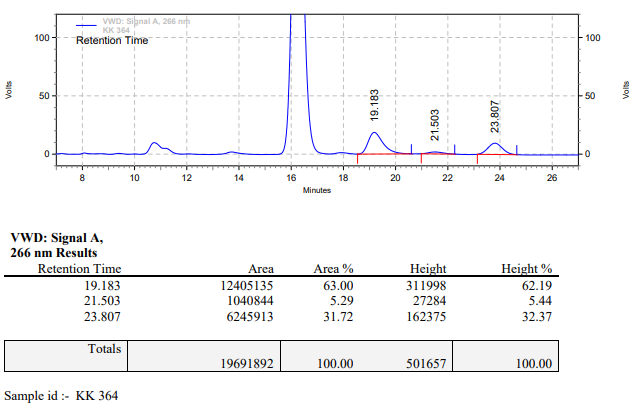 VWD: Signal A, 266 nm
KK 364
Retention Time
100
50
0
Volts
100
50
0
Volts
19.183
21.503
23.807
8 10 12 14 16 18 20 22 24 26
Minutes
VWD: Signal A,
266 nm Results
Retention Time Area Area % Height Height %
19.183 12405135 63.00 311998 62.19
21.503 1040844 5.29 27284 5.44
23.807 6245913 31.72 162375 32.37
Totals
19691892 100.00 501657 100.00
Sample id :- KK 364